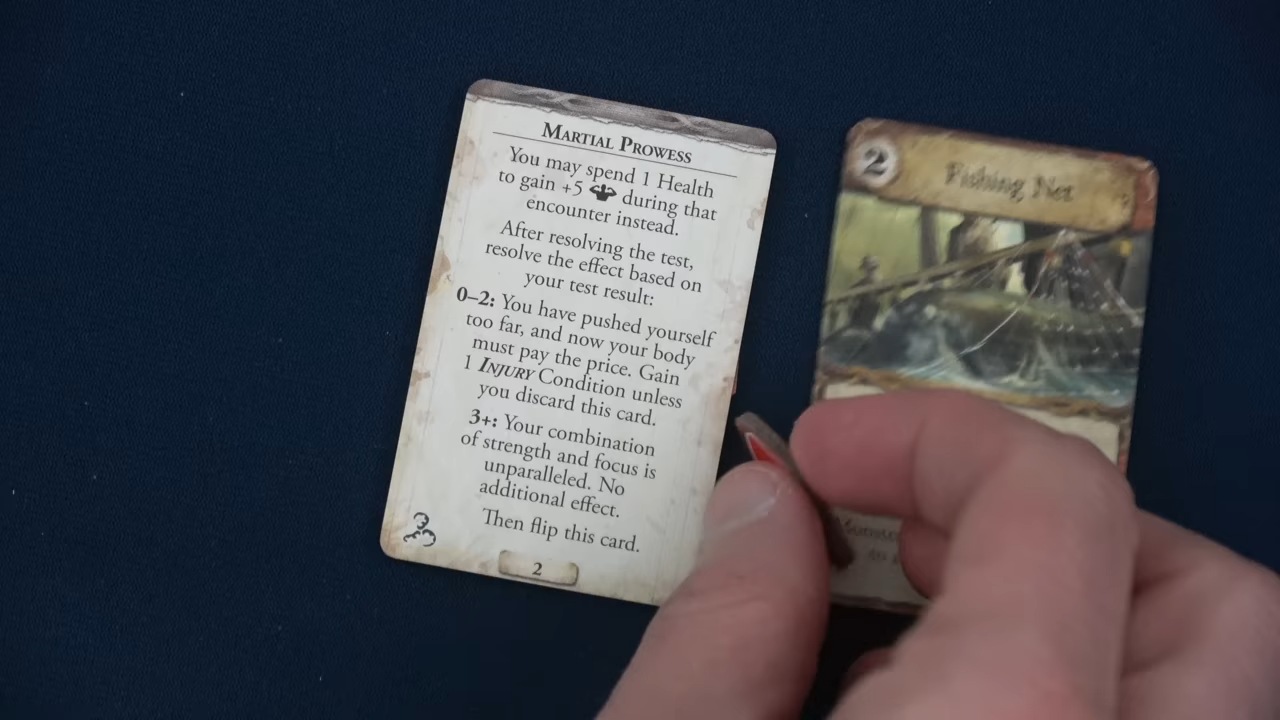 MARTIAL PROWESS
You may spend 1 Health
to gain +5 during that
encounter instead.
After resolving the test,
resolve the effect based on
your test result:
0–2: You have pushed yourself
too far, and now your body
must pay the price. Gain
1 INJURY Condition unless
you discard this card.
3+: Your combination
of strength and focus is
unparalleled. No
additional effect.
Then flip this card.
2
2
Fishing Net